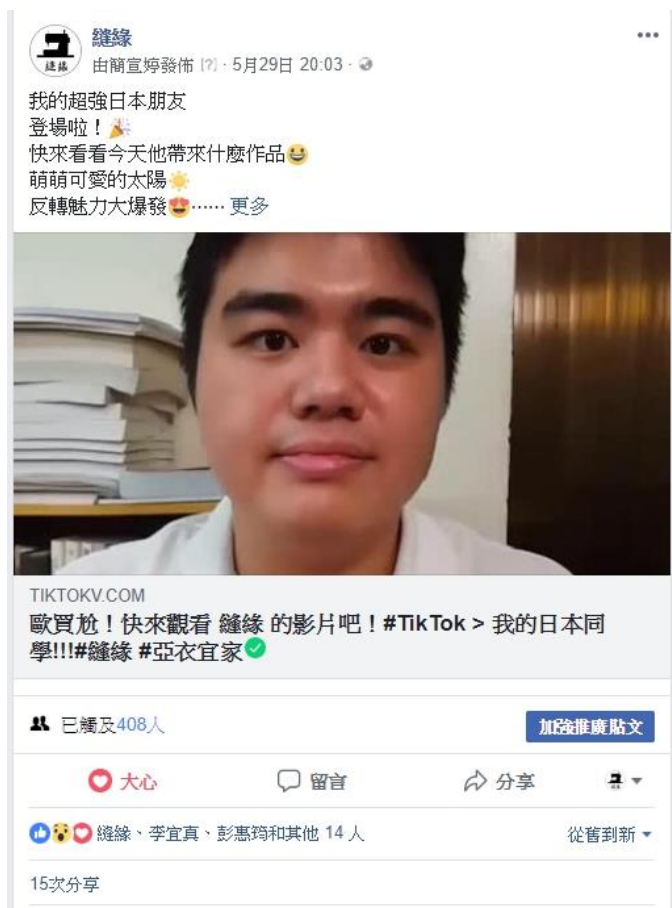 縫緣
縫緣
由簡宣婷發佈 [?] · 5月29日 20:03 ·
我的超強日本朋友
登場啦！🎉
快來看看今天他帶來什麼作品😃
萌萌可愛的太陽☀️
反轉魅力大爆發😍⋯⋯ 更多
TIKTOKV.COM
歐買尬！快來觀看 縫緣 的影片吧！#TikTok > 我的日本同
學!!!#縫緣 #亞衣宜家✅
已觸及408人
加強推廣貼文
大心
留言
分享
縫緣、李宜真、彭惠筠和其他 14 人
從舊到新
15次分享